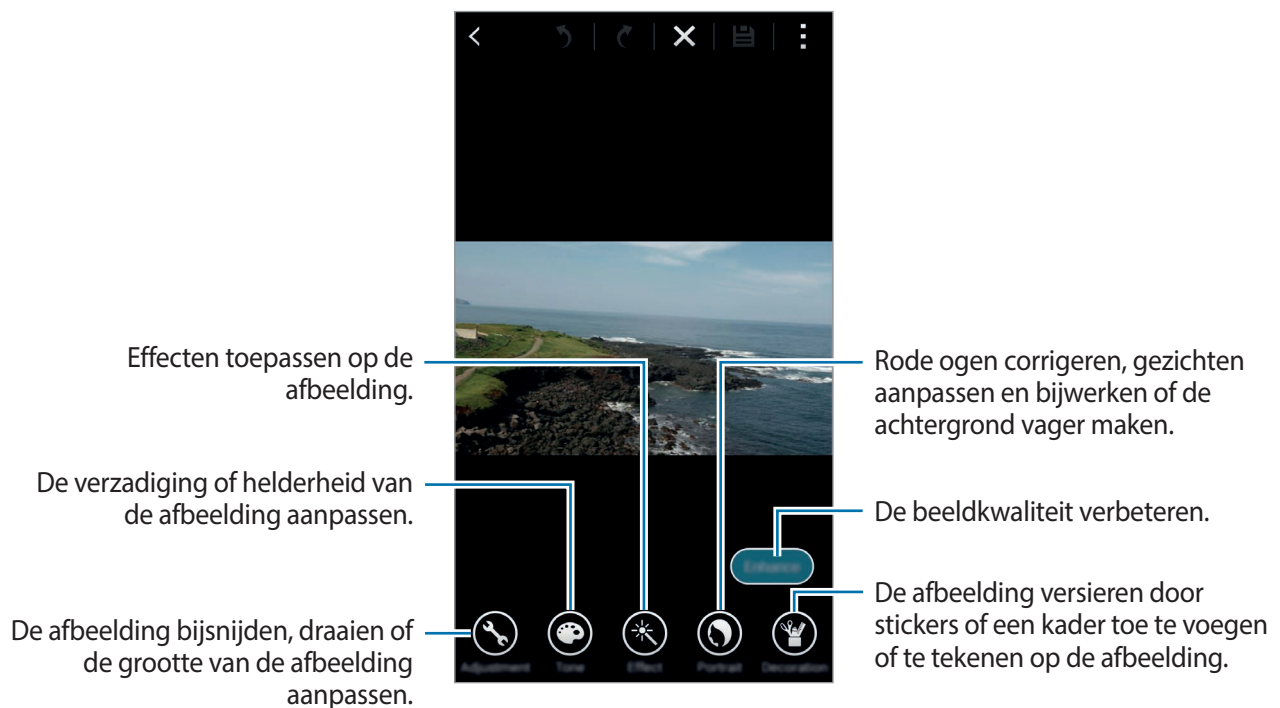 Effecten toepassen op de
afbeelding.
De verzadiging of helderheid van
de afbeelding aanpassen.
De afbeelding bijsnijden, draaien of
de grootte van de afbeelding
aanpassen.
Rode ogen corrigeren, gezichten
aanpassen en bijwerken of de
achtergrond vager maken.
De beeldkwaliteit verbeteren.
De afbeelding versieren door
stickers of een kader toe te voegen
of te tekenen op de afbeelding.
Enhance
Adjustment Tone Effect Portrait Decoration